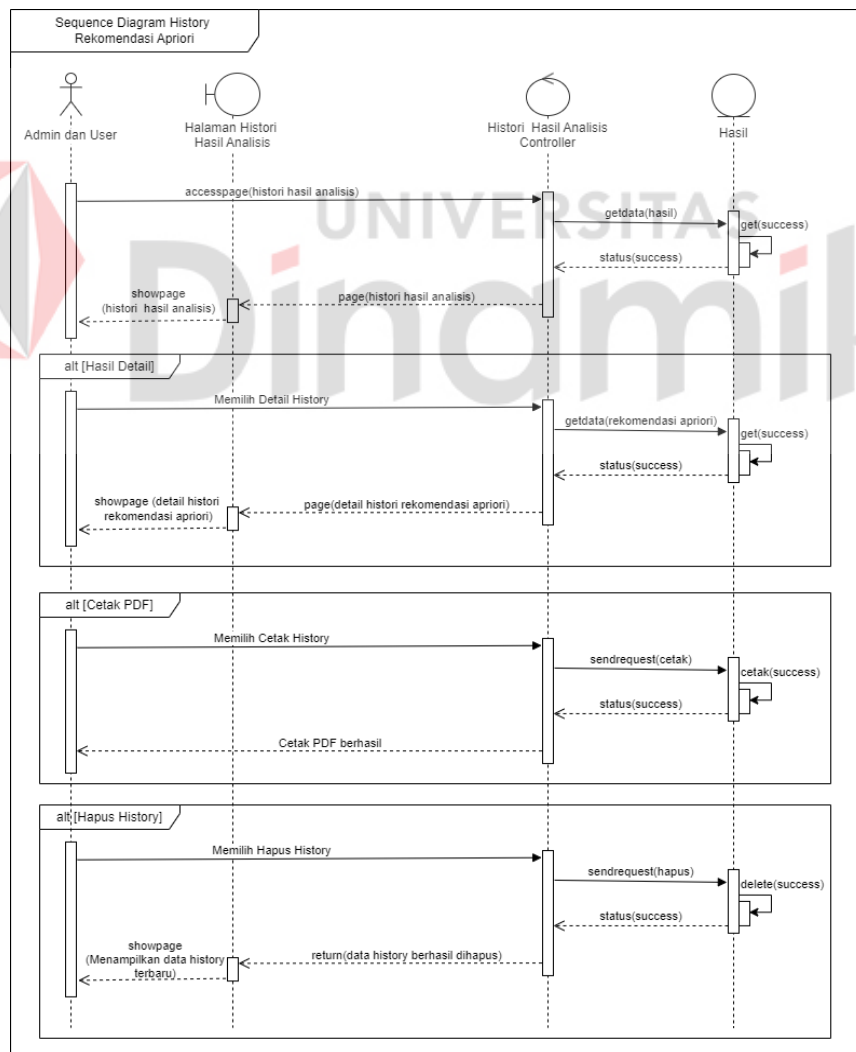 Sequence Diagram History
Rekomendasi Apriori
Admin dan User
Halaman Histori
Hasil Analisis
Histori Hasil Analisis
Controller
Hasil
UNIVERSITAS
Dinamik
accesspage(histori hasil analisis)
getdata(hasil)
get(success)
status(success)
page(histori hasil analisis)
showpage
(histori hasil analisis)
alt [Hasil Detail]
Memilih Detail History
getdata(rekomendasi apriori)
get(success)
status(success)
page(detail histori rekomendasi apriori)
showpage (detail histori
rekomendasi apriori)
alt [Cetak PDF]
Memilih Cetak History
sendrequest(cetak)
cetak(success)
status(success)
Cetak PDF berhasil
alt [Hapus History]
Memilih Hapus History
sendrequest(hapus)
delete(success)
status(success)
return(data history berhasil dihapus)
showpage
(Menampilkan data history
terbaru)